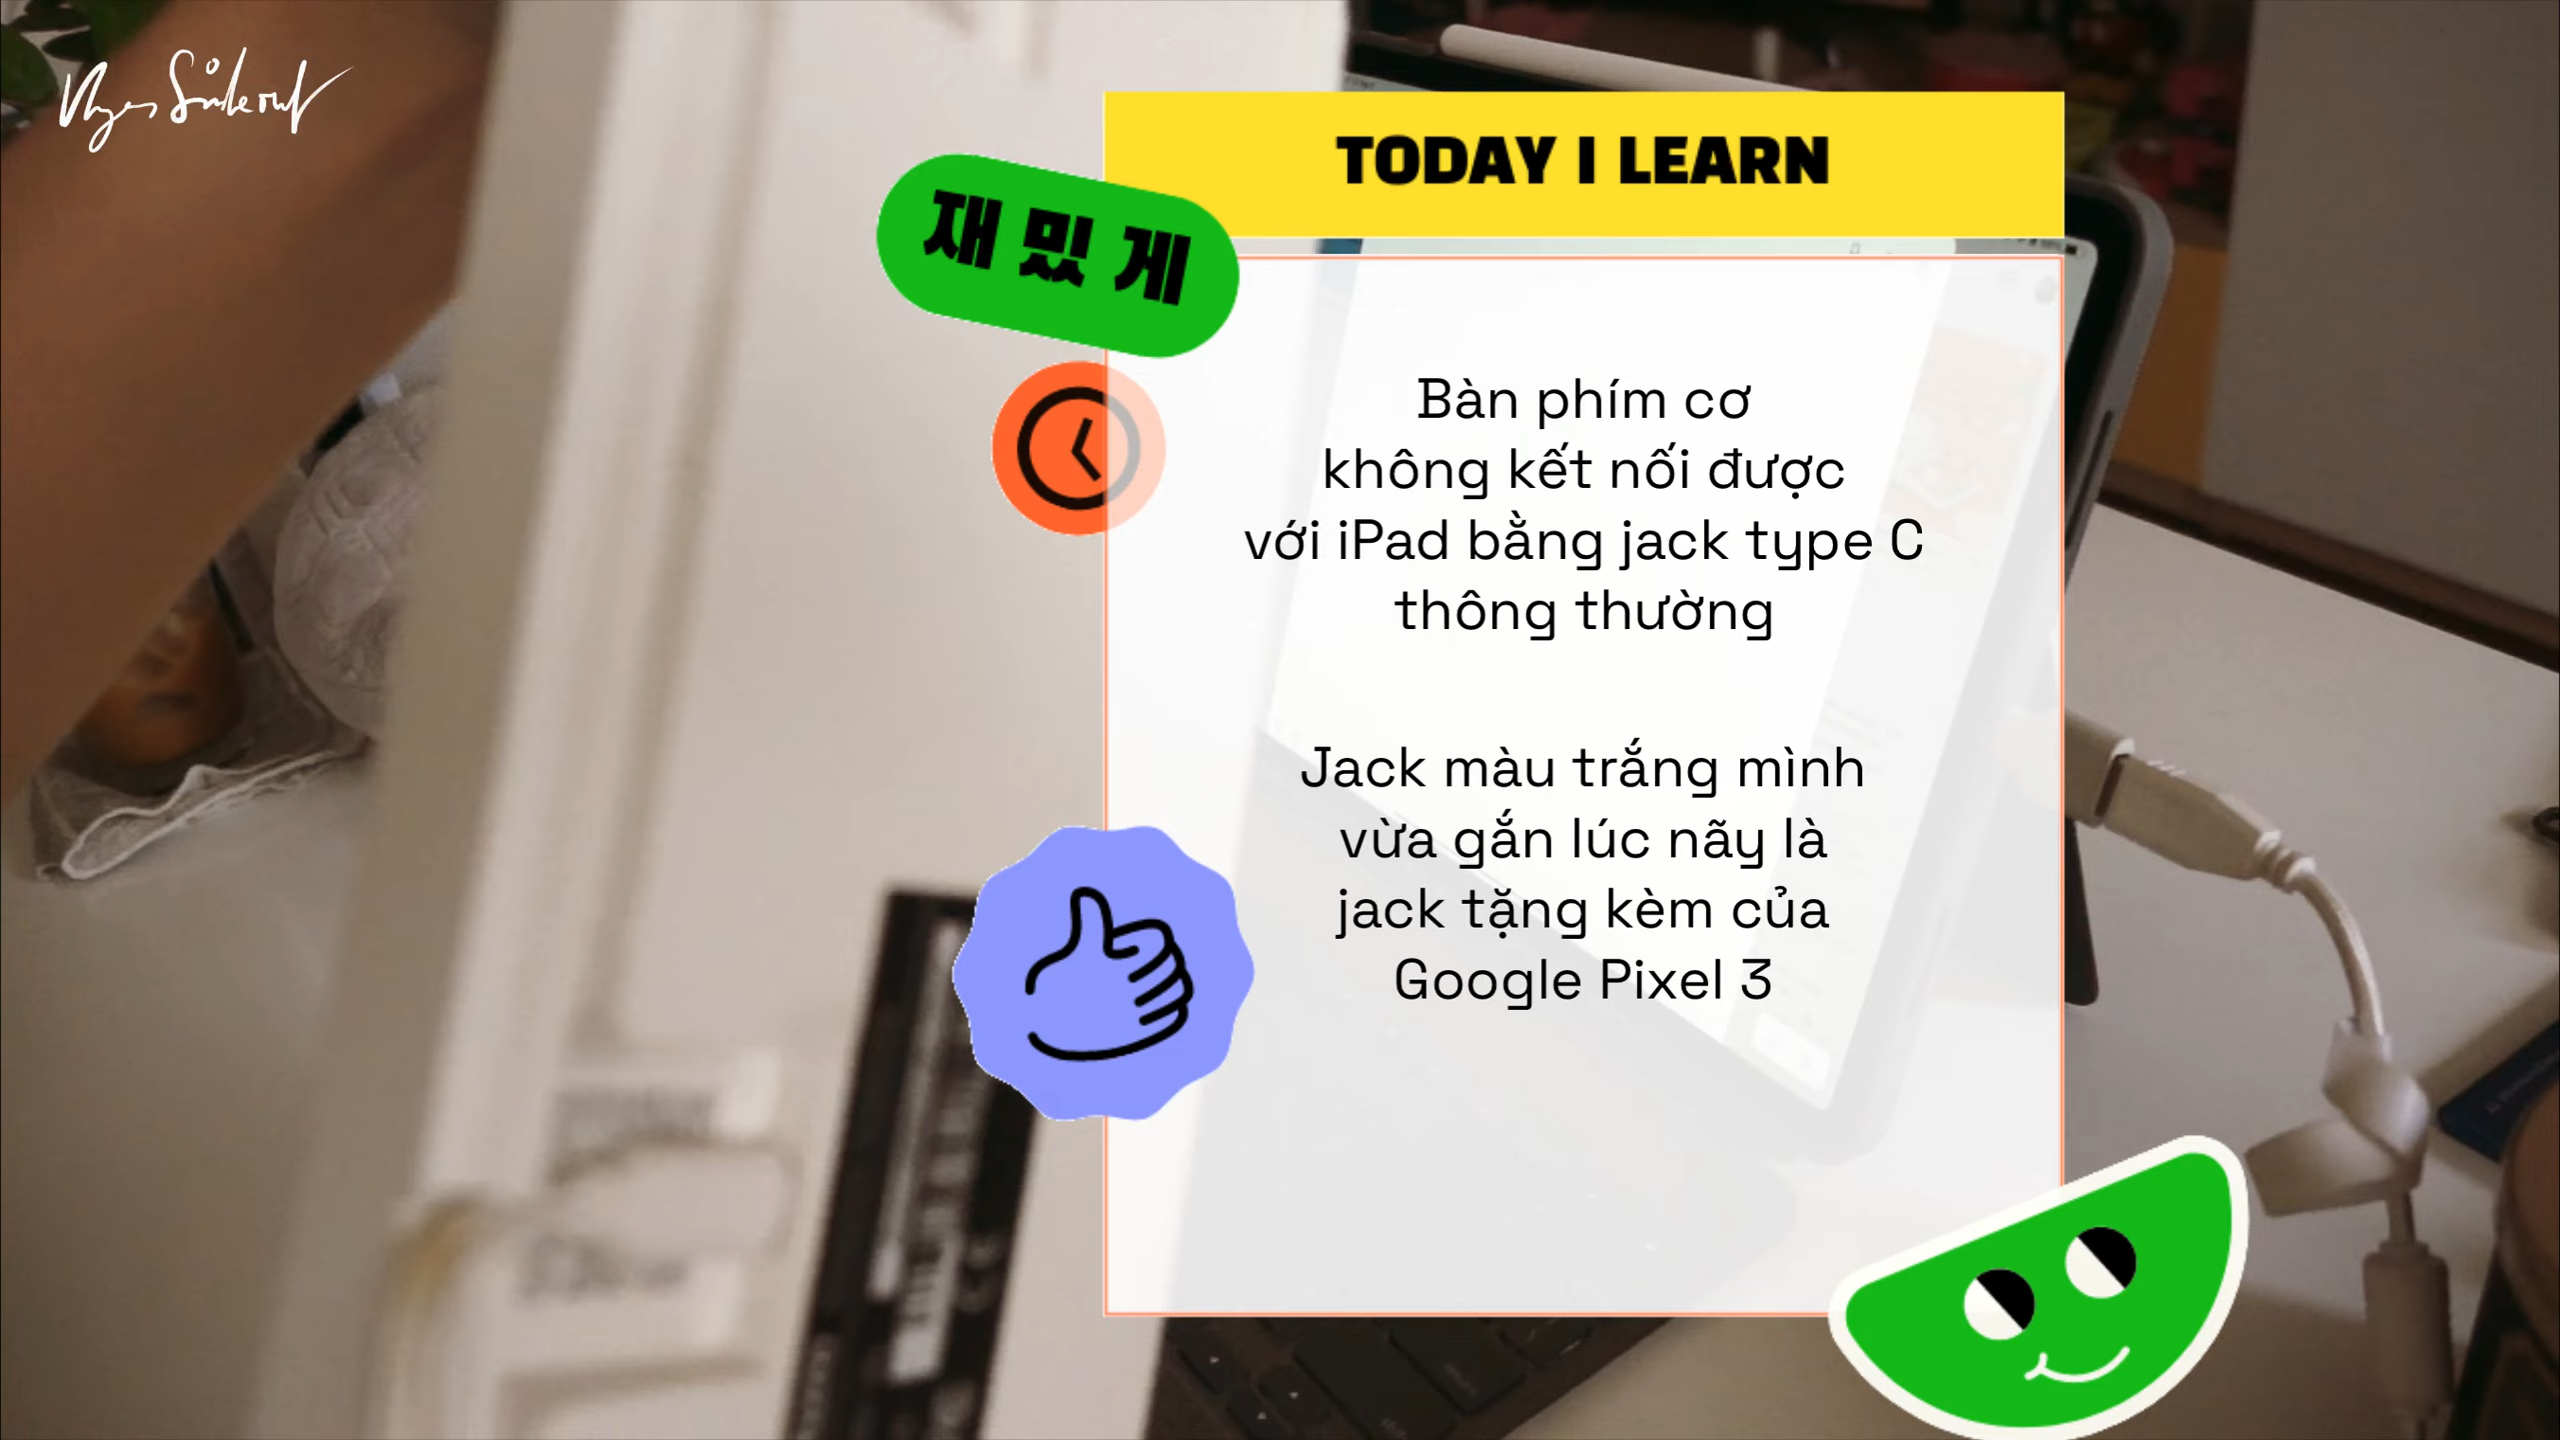 TODAY I LEARN
재밌게
Bàn phím cơ
không kết nối được
với iPad bằng jack type C
thông thường
Jack màu trắng mình
vừa gắn lúc nãy là
jack tặng kèm của
Google Pixel 3